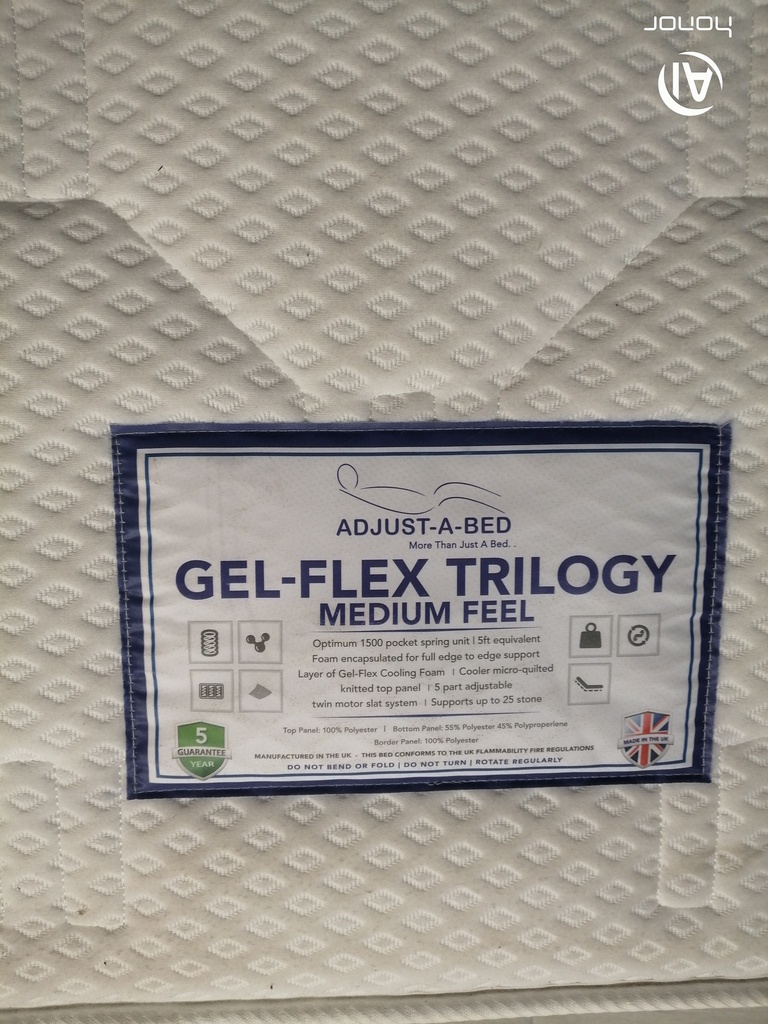 honor
AI
ADJUST-A-BED
More Than Just A Bed. .
GEL-FLEX TRILOGY
MEDIUM FEEL
Optimum 1500 pocket spring unit | 5ft equivalent
Foam encapsulated for full edge to edge support
Layer of Gel-Flex Cooling Foam | Cooler micro-quilted
knitted top panel | 5 part adjustable
twin motor slat system | Supports up to 25 stone
5
GUARANTEE
YEAR
MADE IN THE UK
Top Panel: 100% Polyester | Bottom Panel: 55% Polyester 45% Polyproperlene
Border Panel: 100% Polyester
MANUFACTURED IN THE UK - THIS BED CONFORMS TO THE UK FLAMMABILITY FIRE REGULATIONS
DO NOT BEND OR FOLD | DO NOT TURN | ROTATE REGULARLY